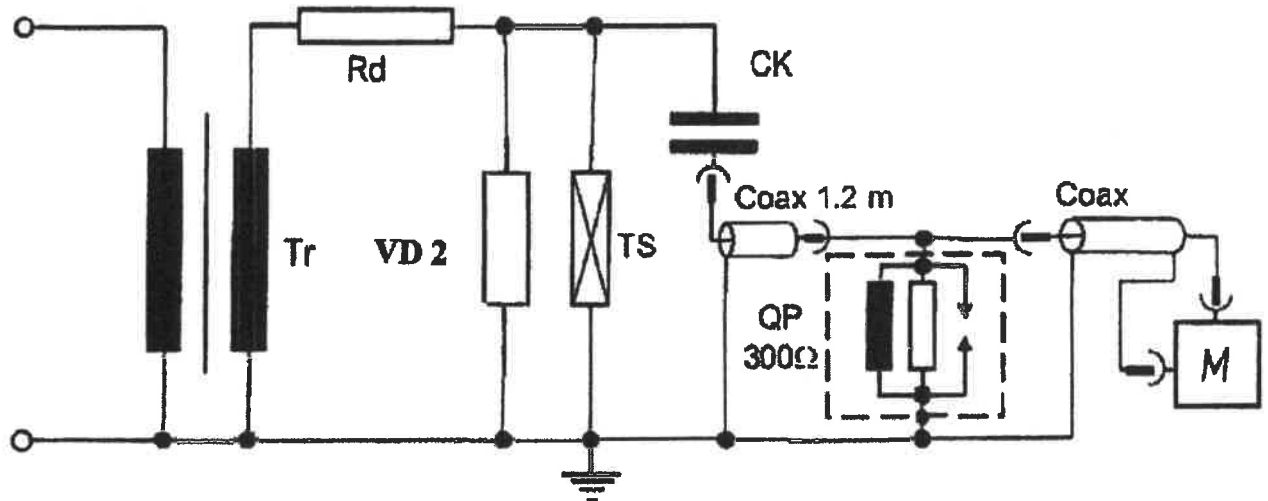 Rd
CK
Coax 1.2 m
Coax
Tr
VD 2
TS
QP
300Ω
M